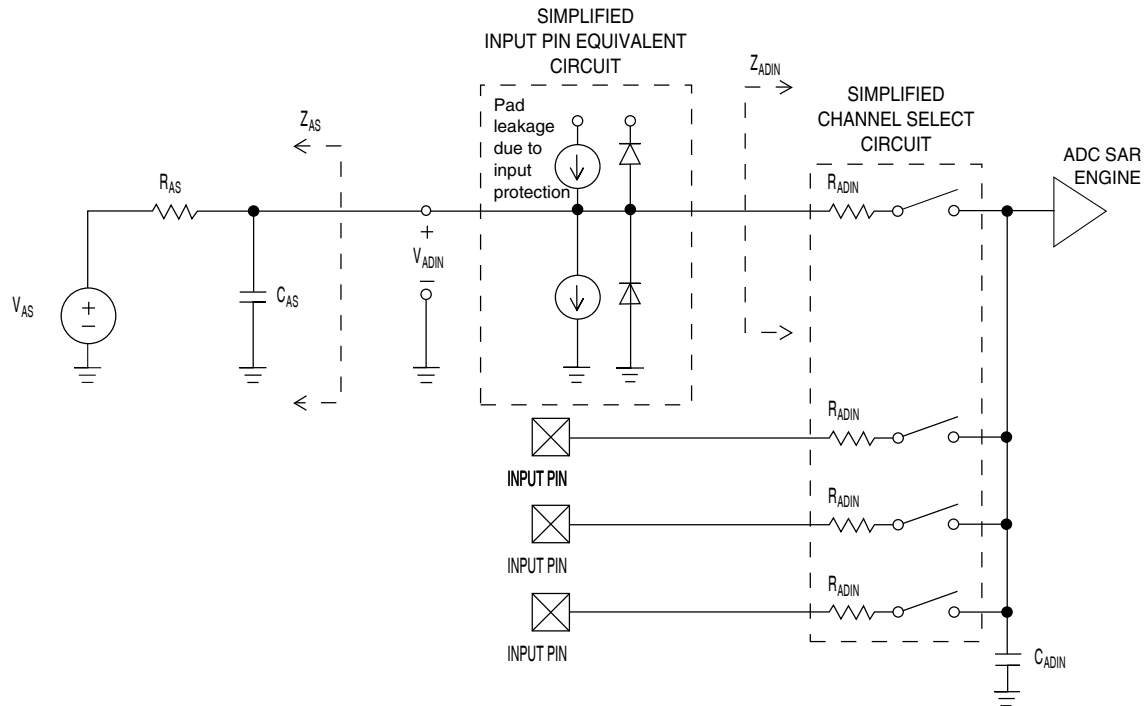 SIMPLIFIED
INPUT PIN EQUIVALENT
CIRCUIT
Z_ADIN
SIMPLIFIED
CHANNEL SELECT
CIRCUIT
Pad
leakage
due to
input
protection
Z_AS
ADC SAR
ENGINE
R_AS
R_ADIN
+
V_ADIN
–
C_AS
V_AS
+
–
R_ADIN
INPUT PIN
R_ADIN
INPUT PIN
R_ADIN
INPUT PIN
C_ADIN